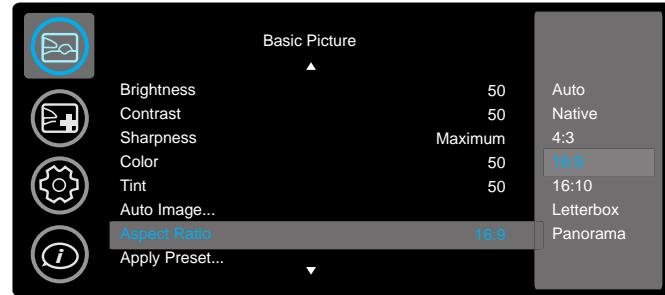 Basic Picture
Brightness 50 Auto
Contrast 50 Native
Sharpness Maximum 4:3
Color 50 16:9
Tint 50 16:10
Auto Image... Letterbox
Aspect Ratio 16:9 Panorama
Apply Preset...
i